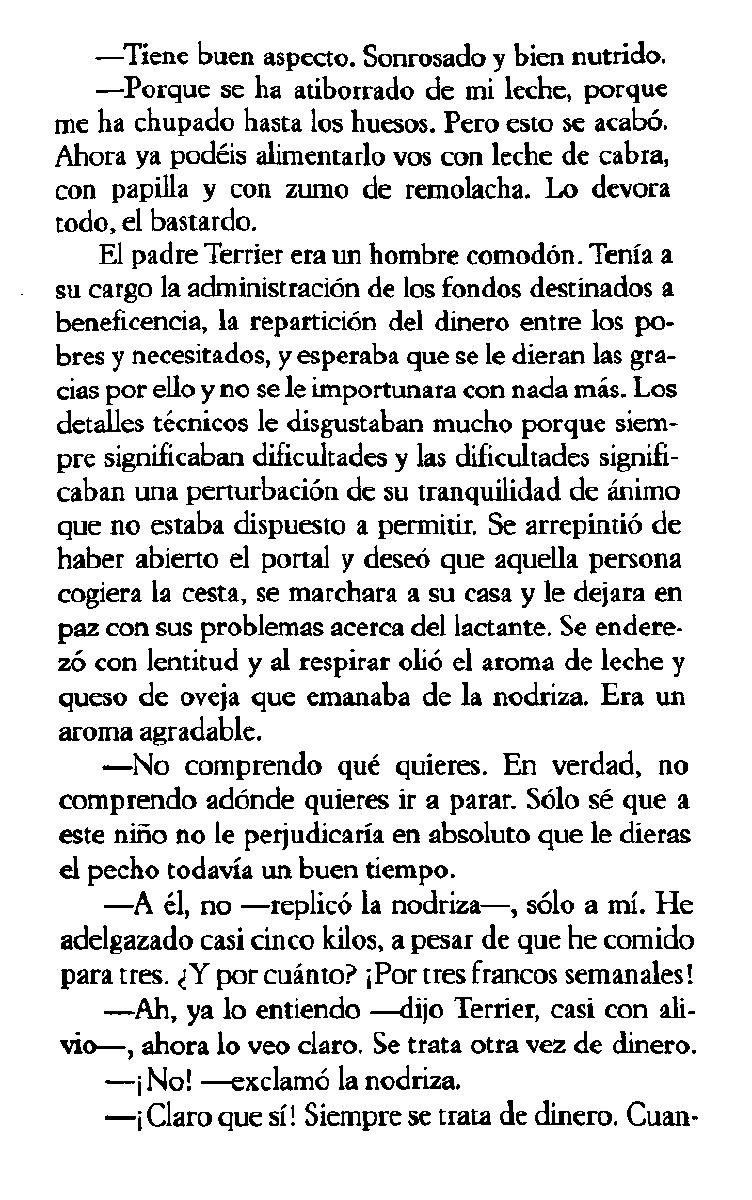 —Tiene buen aspecto. Sonrosado y bien nutrido.
—Porque se ha atiborrado de mi leche, porque
me ha chupado hasta los huesos. Pero esto se acabó.
Ahora ya podéis alimentarlo vos con leche de cabra,
con papilla y con zumo de remolacha. Lo devora
todo, el bastardo.
El padre Terrier era un hombre comodón. Tenía a
su cargo la administración de los fondos destinados a
beneficencia, la repartición del dinero entre los po-
bres y necesitados, y esperaba que se le dieran las gra-
cias por ello y no se le importunara con nada más. Los
detalles técnicos le disgustaban mucho porque siem-
pre significaban dificultades y las dificultades signifi-
caban una perturbación de su tranquilidad de ánimo
que no estaba dispuesto a permitir. Se arrepintió de
haber abierto el portal y deseó que aquella persona
cogiera la cesta, se marchara a su casa y le dejara en
paz con sus problemas acerca del lactante. Se endere-
zó con lentitud y al respirar olió el aroma de leche y
queso de oveja que emanaba de la nodriza. Era un
aroma agradable.
—No comprendo qué quieres. En verdad, no
comprendo adónde quieres ir a parar. Sólo sé que a
este niño no le perjudicaría en absoluto que le dieras
el pecho todavía un buen tiempo.
—A él, no —replicó la nodriza—, sólo a mí. He
adelgazado casi cinco kilos, a pesar de que he comido
para tres. ¿Y por cuánto? ¡Por tres francos semanales!
—Ah, ya lo entiendo —dijo Terrier, casi con ali-
vio—, ahora lo veo claro. Se trata otra vez de dinero.
—¡No! —exclamó la nodriza.
—¡Claro que sí! Siempre se trata de dinero. Cuan-